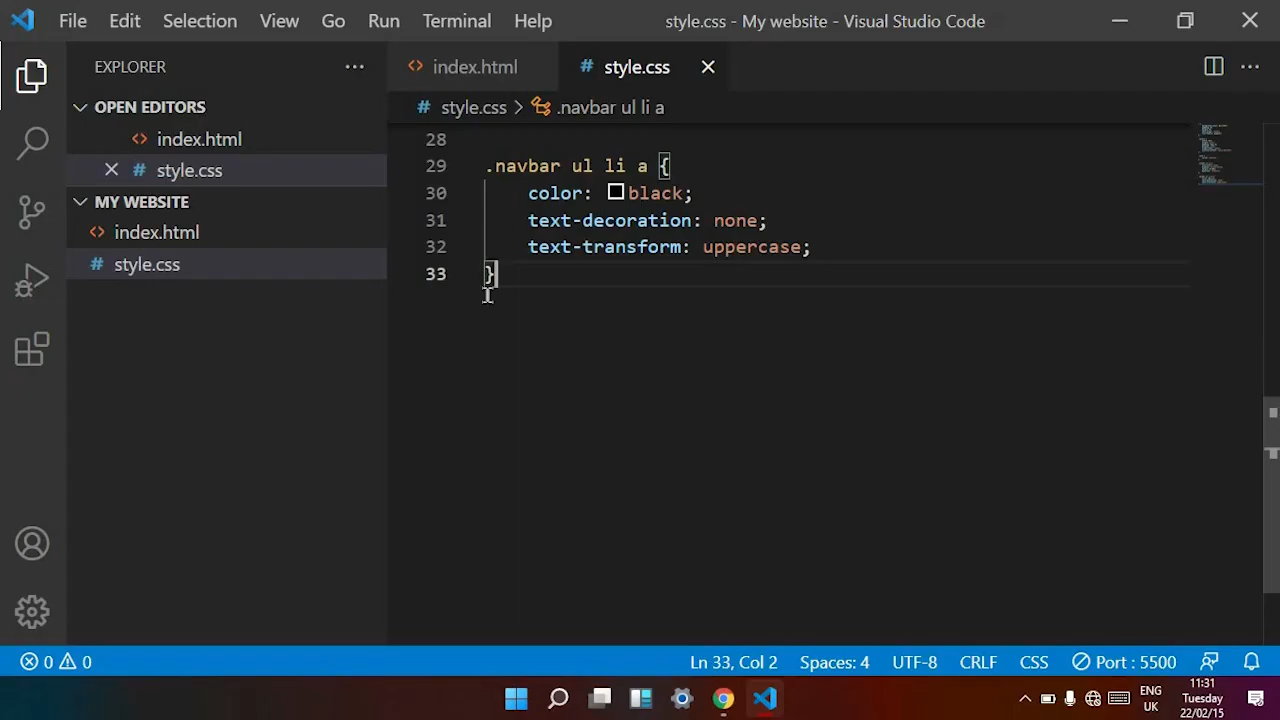 File Edit Selection View Go Run Terminal Help style.css - My website - Visual Studio Code
EXPLORER
OPEN EDITORS
index.html
style.css
MY WEBSITE
index.html
style.css
index.html
style.css
style.css > .navbar ul li a
28
29 .navbar ul li a {
30 color: black;
31 text-decoration: none;
32 text-transform: uppercase;
33 }
0 0
Ln 33, Col 2 Spaces: 4 UTF-8 CRLF CSS Port : 5500
ENG
UK
11:31
Tuesday
22/02/15